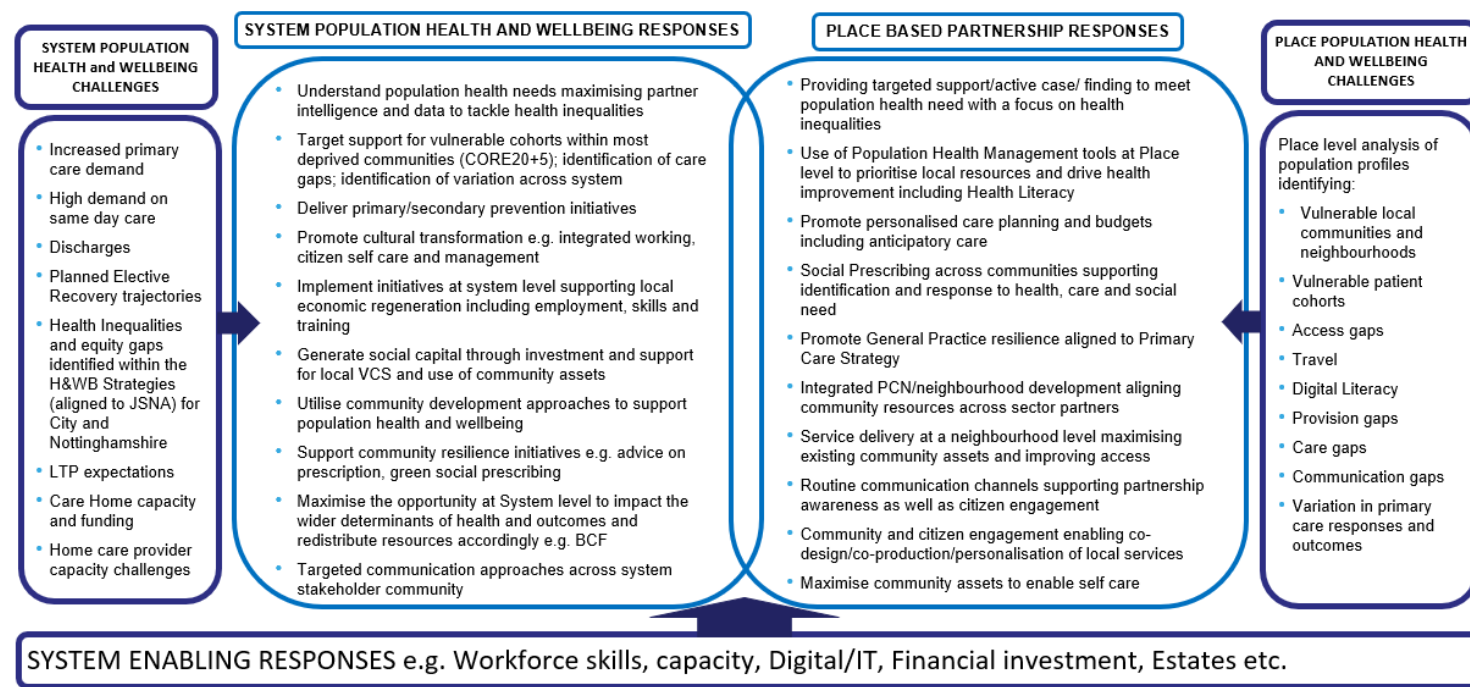 SYSTEM POPULATION
HEALTH and WELLBEING
CHALLENGES
• Increased primary
care demand
• High demand on
same day care
• Discharges
• Planned Elective
Recovery trajectories
• Health Inequalities
and equity gaps
identified within the
H&WB Strategies
(aligned to JSNA) for
City and
Nottinghamshire
• LTP expectations
• Care Home capacity
and funding
• Home care provider
capacity challenges
SYSTEM POPULATION HEALTH AND WELLBEING RESPONSES
• Understand population health needs maximising partner
intelligence and data to tackle health inequalities
• Target support for vulnerable cohorts within most
deprived communities (CORE20+5); identification of care
gaps; identification of variation across system
• Deliver primary/secondary prevention initiatives
• Promote cultural transformation e.g. integrated working,
citizen self care and management
• Implement initiatives at system level supporting local
economic regeneration including employment, skills and
training
• Generate social capital through investment and support
for local VCS and use of community assets
• Utilise community development approaches to support
population health and wellbeing
• Support community resilience initiatives e.g. advice on
prescription, green social prescribing
• Maximise the opportunity at System level to impact the
wider determinants of health and outcomes and
redistribute resources accordingly e.g. BCF
• Targeted communication approaches across system
stakeholder community
PLACE BASED PARTNERSHIP RESPONSES
• Providing targeted support/active case/ finding to meet
population health need with a focus on health
inequalities
• Use of Population Health Management tools at Place
level to prioritise local resources and drive health
improvement including Health Literacy
• Promote personalised care planning and budgets
including anticipatory care
• Social Prescribing across communities supporting
identification and response to health, care and social
need
• Promote General Practice resilience aligned to Primary
Care Strategy
• Integrated PCN/neighbourhood development aligning
community resources across sector partners
• Service delivery at a neighbourhood level maximising
existing community assets and improving access
• Routine communication channels supporting partnership
awareness as well as citizen engagement
• Community and citizen engagement enabling co-
design/co-production/personalisation of local services
• Maximise community assets to enable self care
PLACE POPULATION HEALTH
AND WELLBEING
CHALLENGES
Place level analysis of
population profiles
identifying:
• Vulnerable local
communities and
neighbourhoods
• Vulnerable patient
cohorts
• Access gaps
• Travel
• Digital Literacy
• Provision gaps
• Care gaps
• Communication gaps
• Variation in primary
care responses and
outcomes
SYSTEM ENABLING RESPONSES e.g. Workforce skills, capacity, Digital/IT, Financial investment, Estates etc.